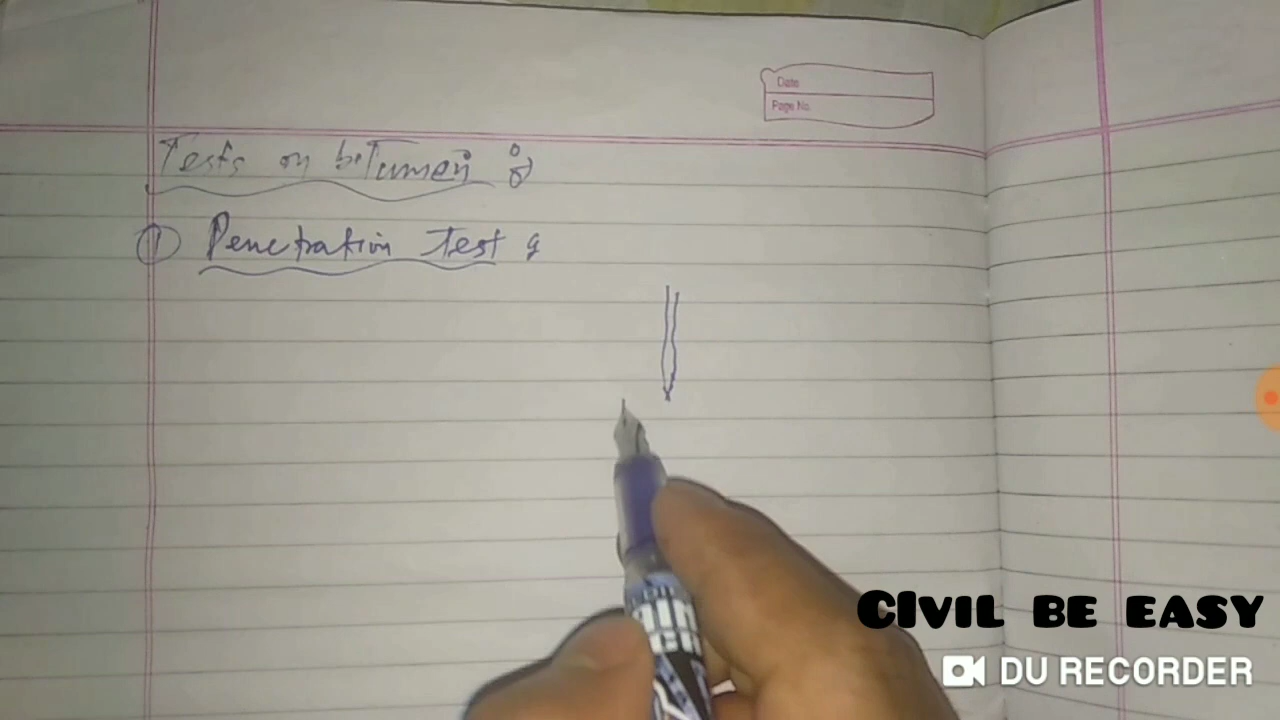 Date
Page No.
Tests on bitumen :
① Penetration Test :
CIVIL BE EASY
DU RECORDER